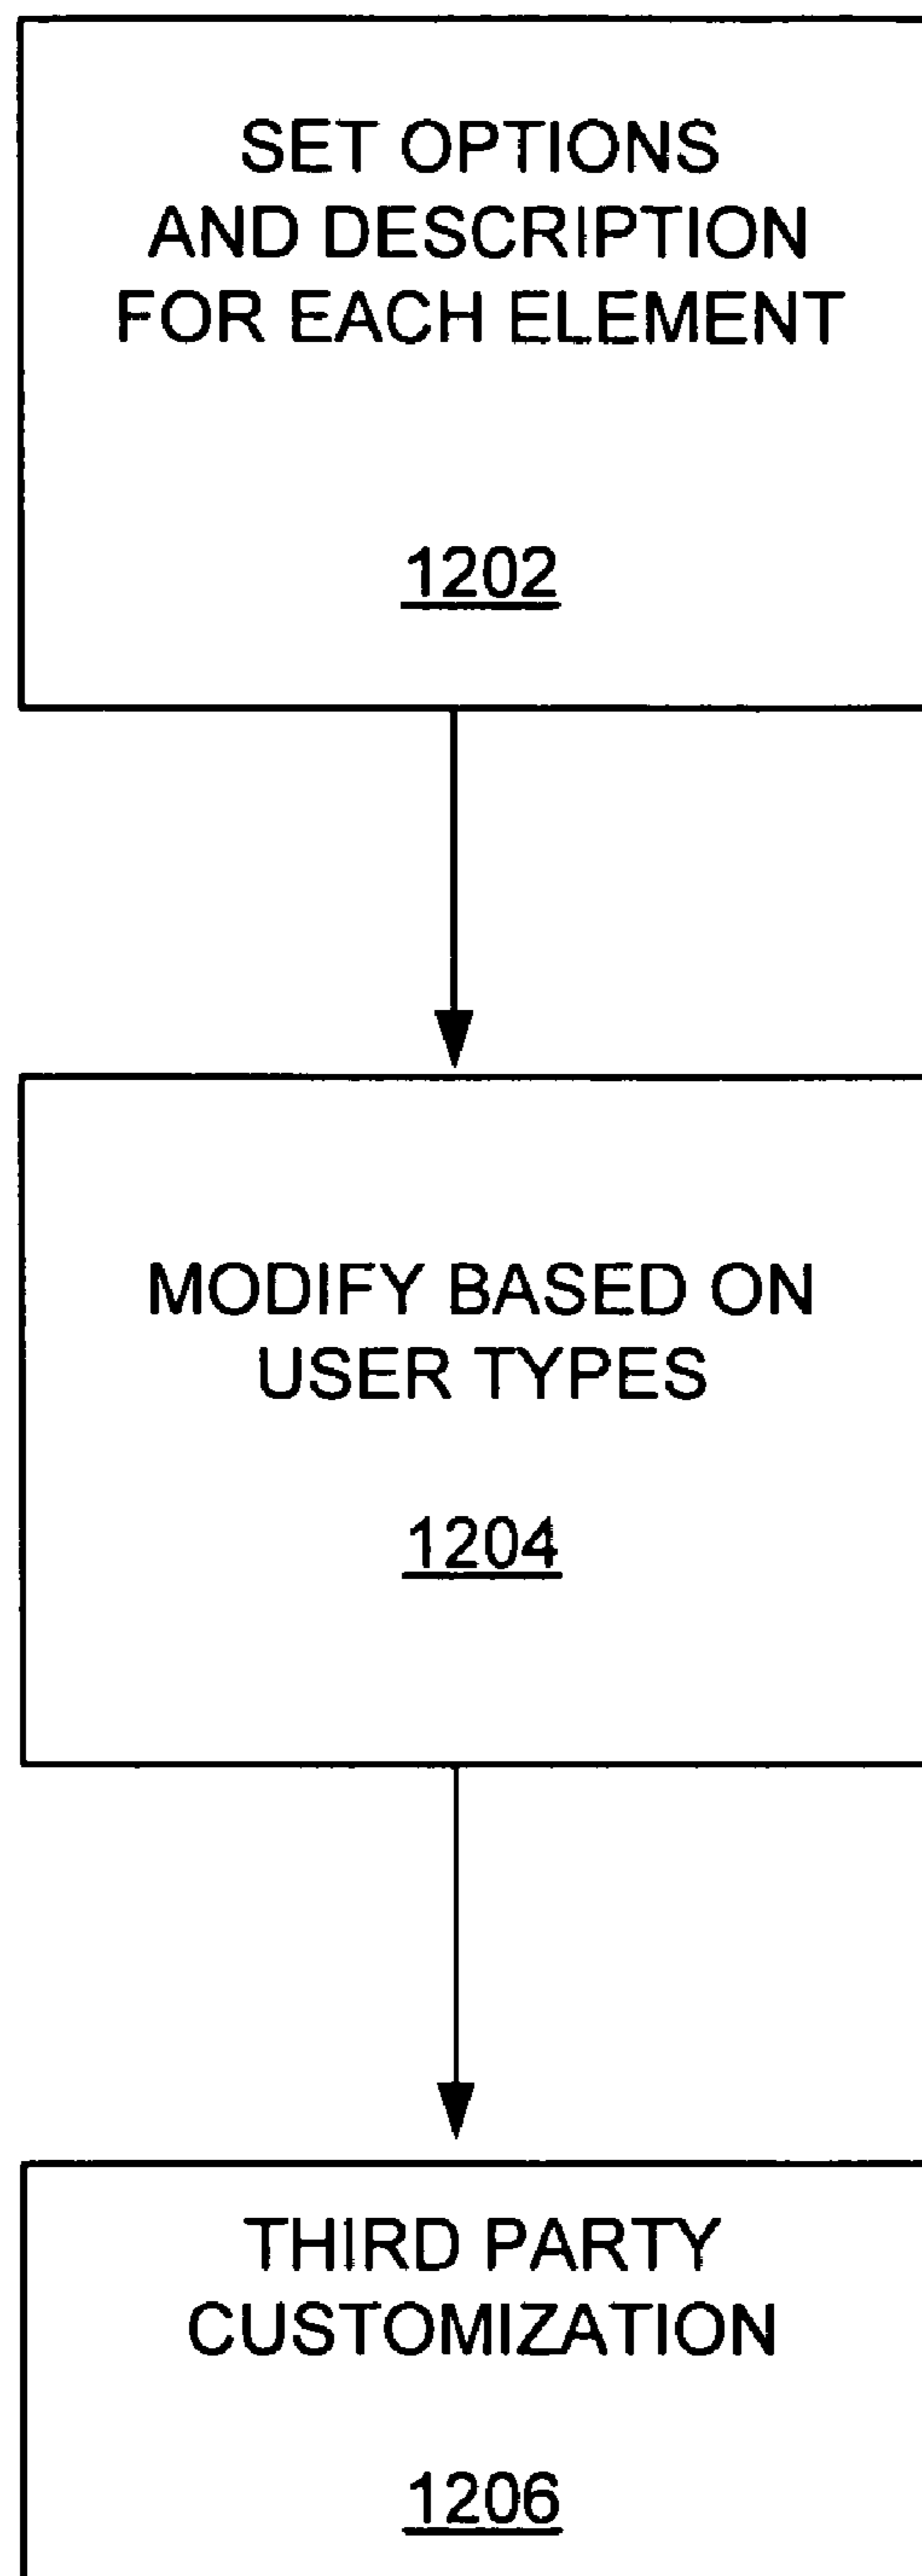 SET OPTIONS
AND DESCRIPTION
FOR EACH ELEMENT
1202
MODIFY BASED ON
USER TYPES
1204
THIRD PARTY
CUSTOMIZATION
1206